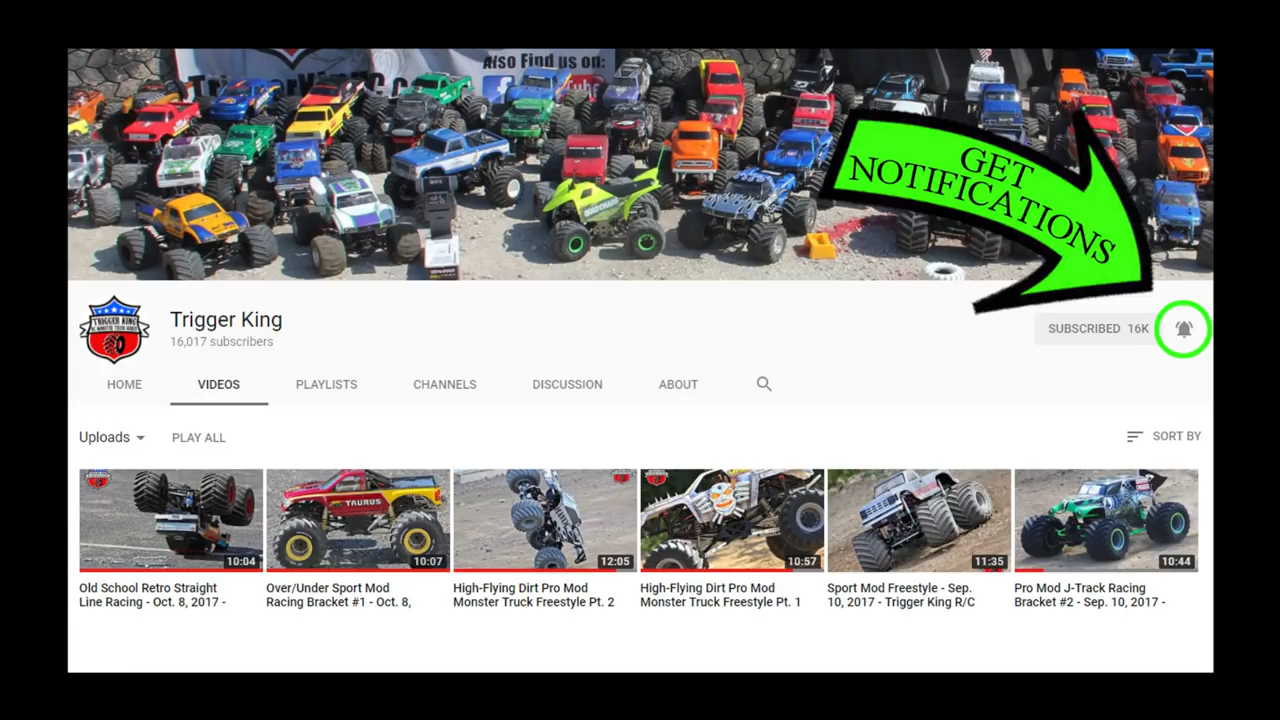 Also Find us on:
GET
NOTIFICATIONS
Trigger King
16,017 subscribers
SUBSCRIBED 16K
HOME
VIDEOS
PLAYLISTS
CHANNELS
DISCUSSION
ABOUT
Uploads
PLAY ALL
SORT BY
TAURUS
10:04
10:07
12:05
10:57
11:35
10:44
Old School Retro Straight
Line Racing - Oct. 8, 2017 -
Over/Under Sport Mod
Racing Bracket #1 - Oct. 8,
High-Flying Dirt Pro Mod
Monster Truck Freestyle Pt. 2
High-Flying Dirt Pro Mod
Monster Truck Freestyle Pt. 1
Sport Mod Freestyle - Sep.
10, 2017 - Trigger King R/C
Pro Mod J-Track Racing
Bracket #2 - Sep. 10, 2017 -